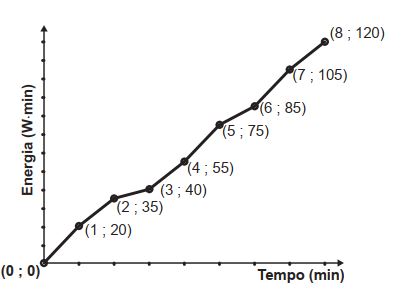 (8 ; 120)
(7 ; 105)
(6 ; 85)
(5 ; 75)
(4 ; 55)
(3 ; 40)
(2 ; 35)
(1 ; 20)
(0 ; 0)
Energia (W·min)
Tempo (min)